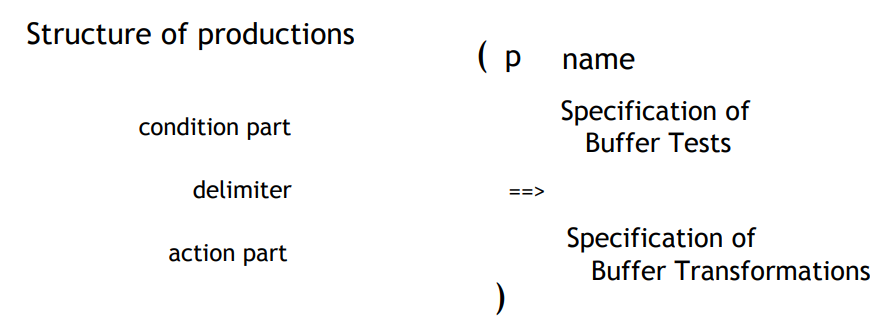 Structure of productions
( p name
condition part
Specification of
Buffer Tests
delimiter ==>
action part
Specification of
Buffer Transformations
)